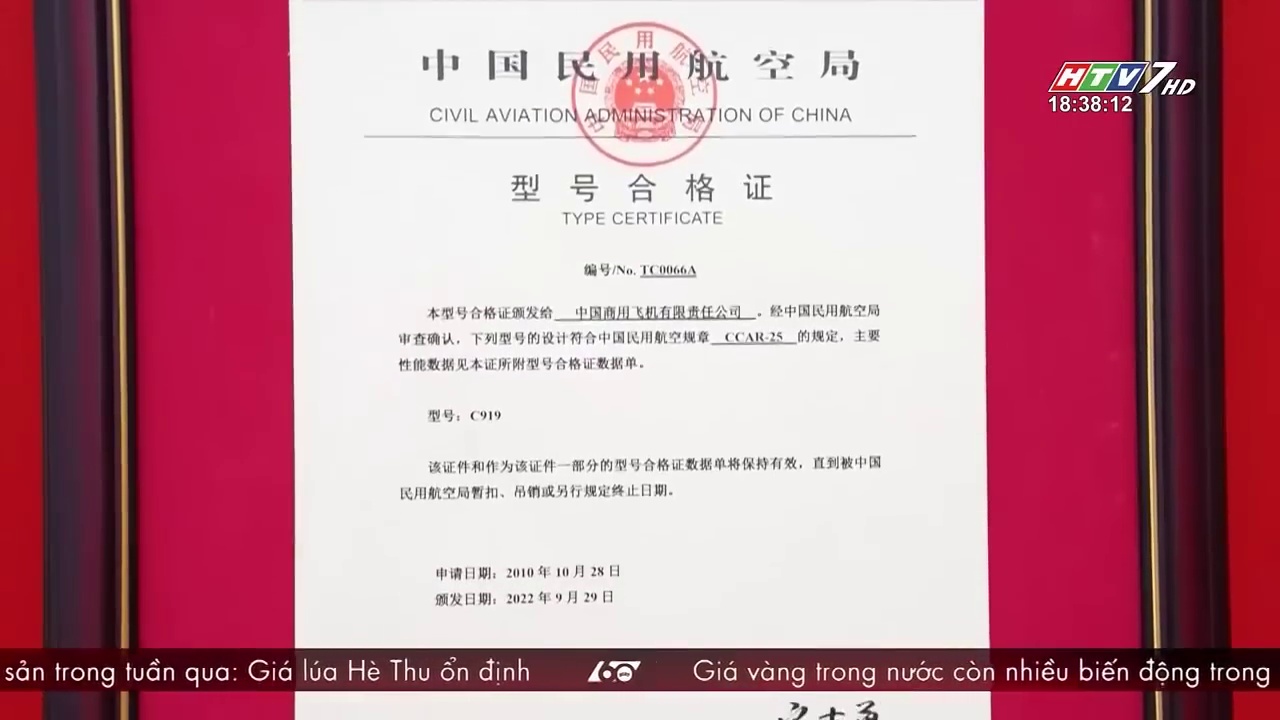 HTV7 HD
18:38:12
中国民用航空局
中国民用航空局
CIVIL AVIATION ADMINISTRATION OF CHINA
型号合格证
TYPE CERTIFICATE
编号/No. TC0066A
本型号合格证颁发给 中国商用飞机有限责任公司 。经中国民用航空局
审查确认，下列型号的设计符合中国民用航空规章 CCAR-25 的规定，主要
性能数据见本证所附型号合格证数据单。
型号：C919
该证件和作为该证件一部分的型号合格证数据单将保持有效，直到被中国
民用航空局暂扣、吊销或另行规定终止日期。
申请日期：2010 年 10 月 28 日
颁发日期：2022 年 9 月 29 日
sản trong tuần qua: Giá lúa Hè Thu ổn định
60
Giá vàng trong nước còn nhiều biến động trong